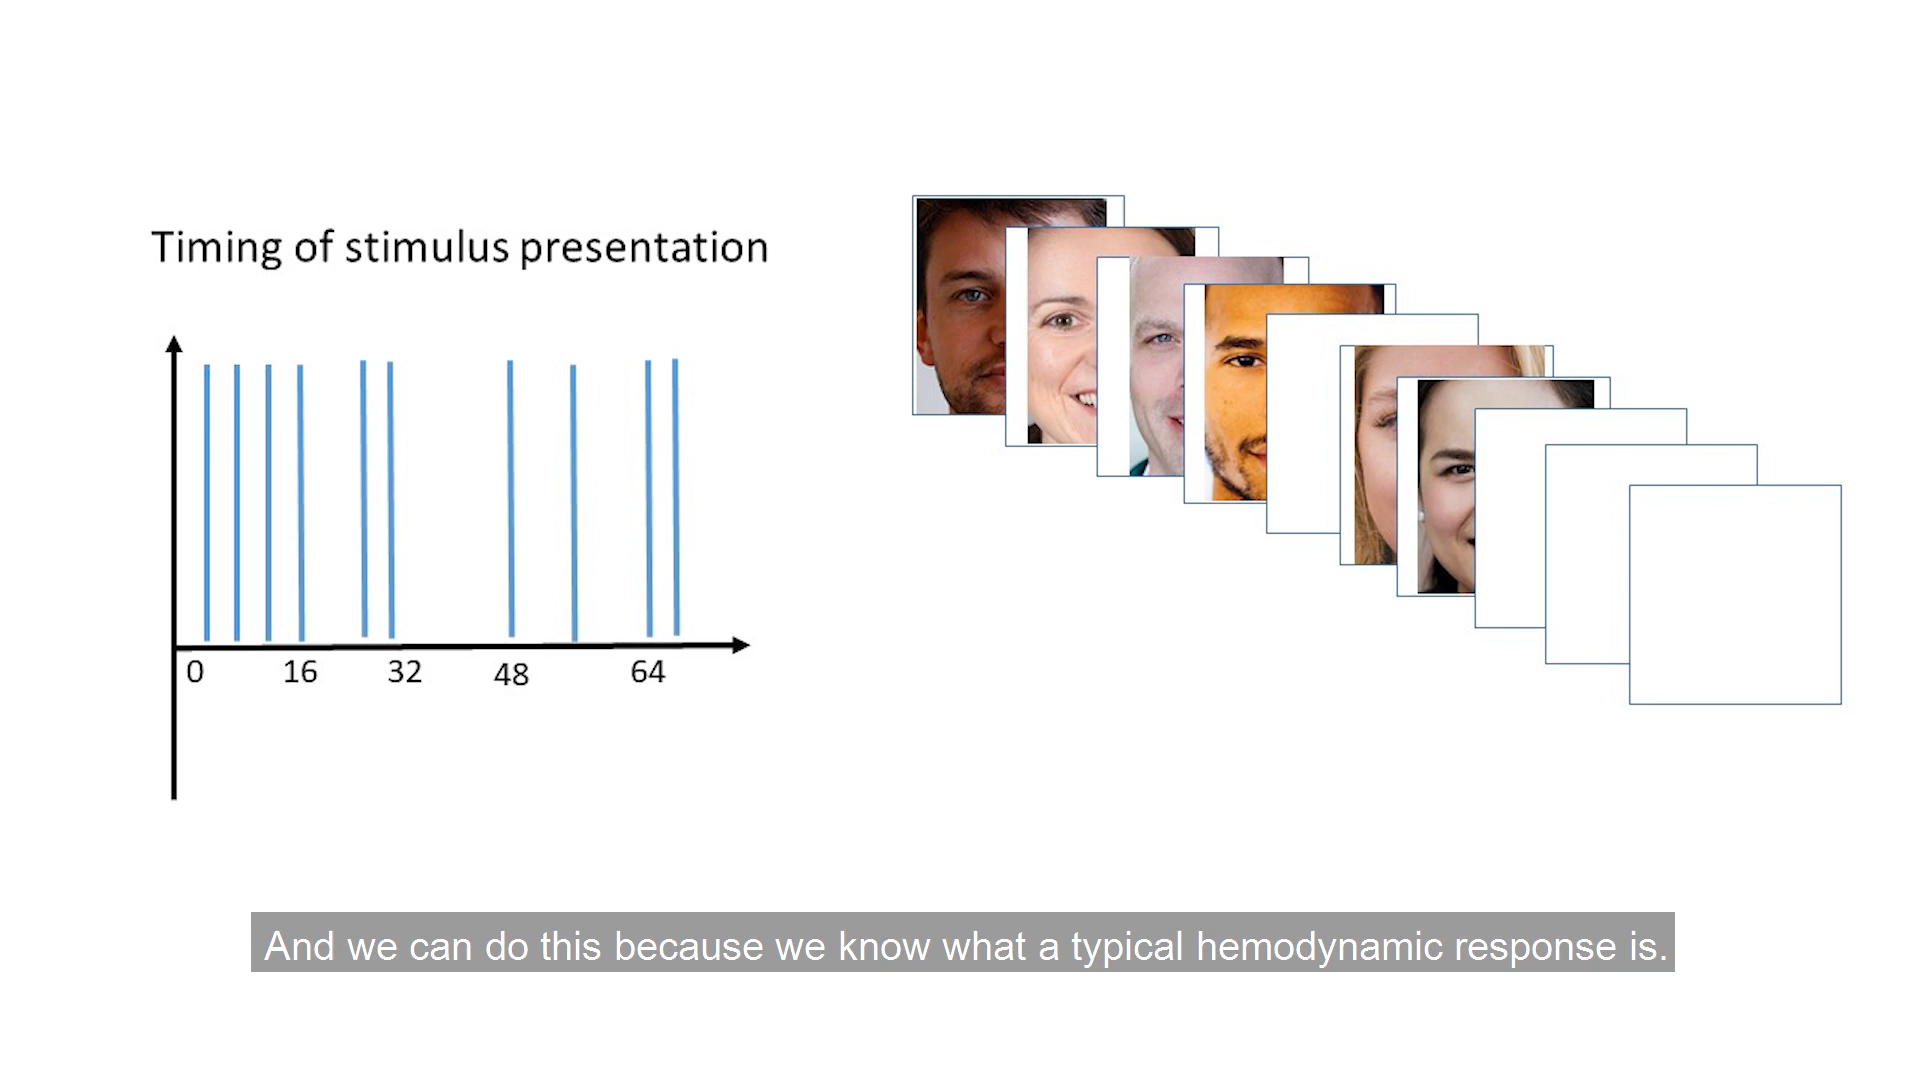 Timing of stimulus presentation
0 16 32 48 64
And we can do this because we know what a typical hemodynamic response is.